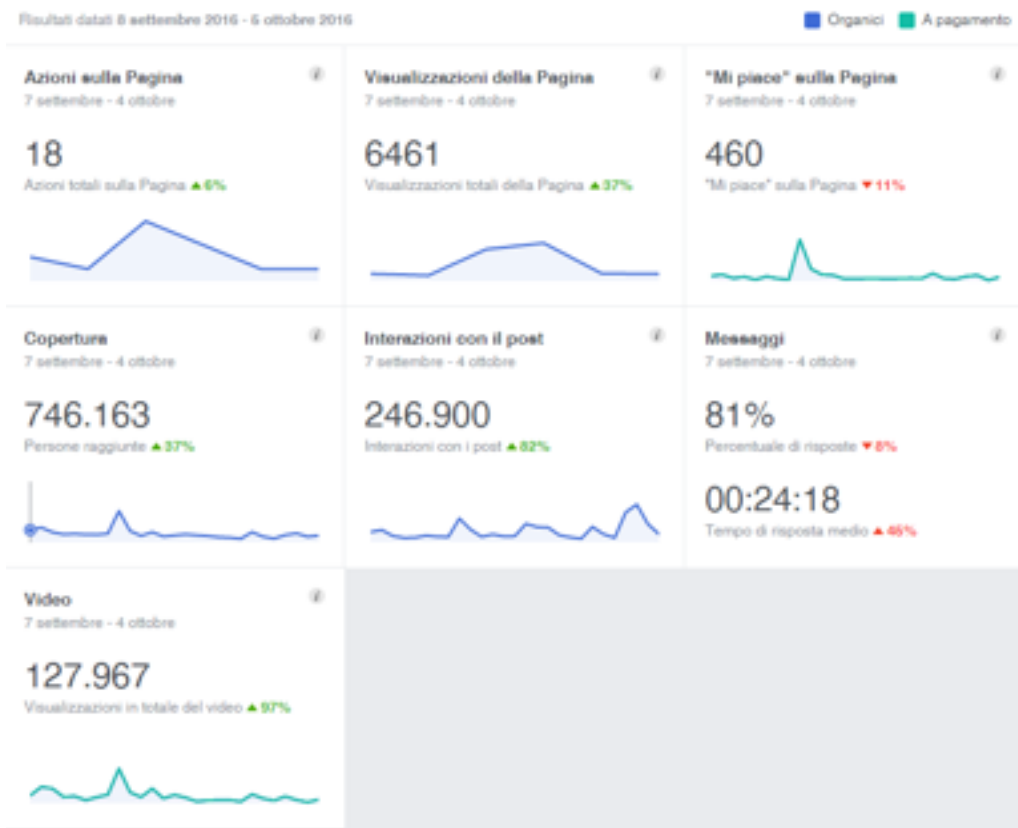 Risultati datati 8 settembre 2016 - 5 ottobre 2016
Organici A pagamento
Azioni sulla Pagina
7 settembre - 4 ottobre
18
Azioni totali sulla Pagina ▲6%
Visualizzazioni della Pagina
7 settembre - 4 ottobre
6461
Visualizzazioni totali della Pagina ▲37%
"Mi piace" sulla Pagina
7 settembre - 4 ottobre
460
"Mi piace" sulla Pagina ▼11%
Copertura
7 settembre - 4 ottobre
746.163
Persone raggiunte ▲37%
Interazioni con il post
7 settembre - 4 ottobre
246.900
Interazioni con i post ▲82%
Messaggi
7 settembre - 4 ottobre
81%
Percentuale di risposte ▼8%
00:24:18
Tempo di risposta medio ▲45%
Video
7 settembre - 4 ottobre
127.967
Visualizzazioni in totale del video ▲97%